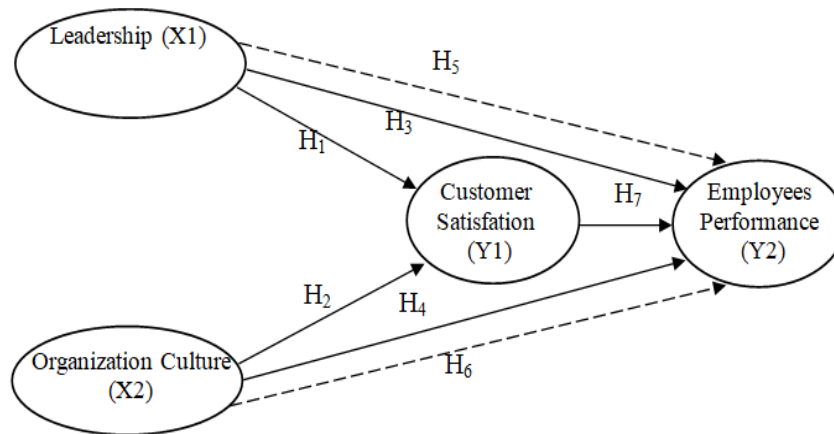 Leadership (X1)
H5
H3
H1
Customer
Satisfation
(Y1)
H7
Employees
Performance
(Y2)
H2
H4
Organization Culture
(X2)
H6